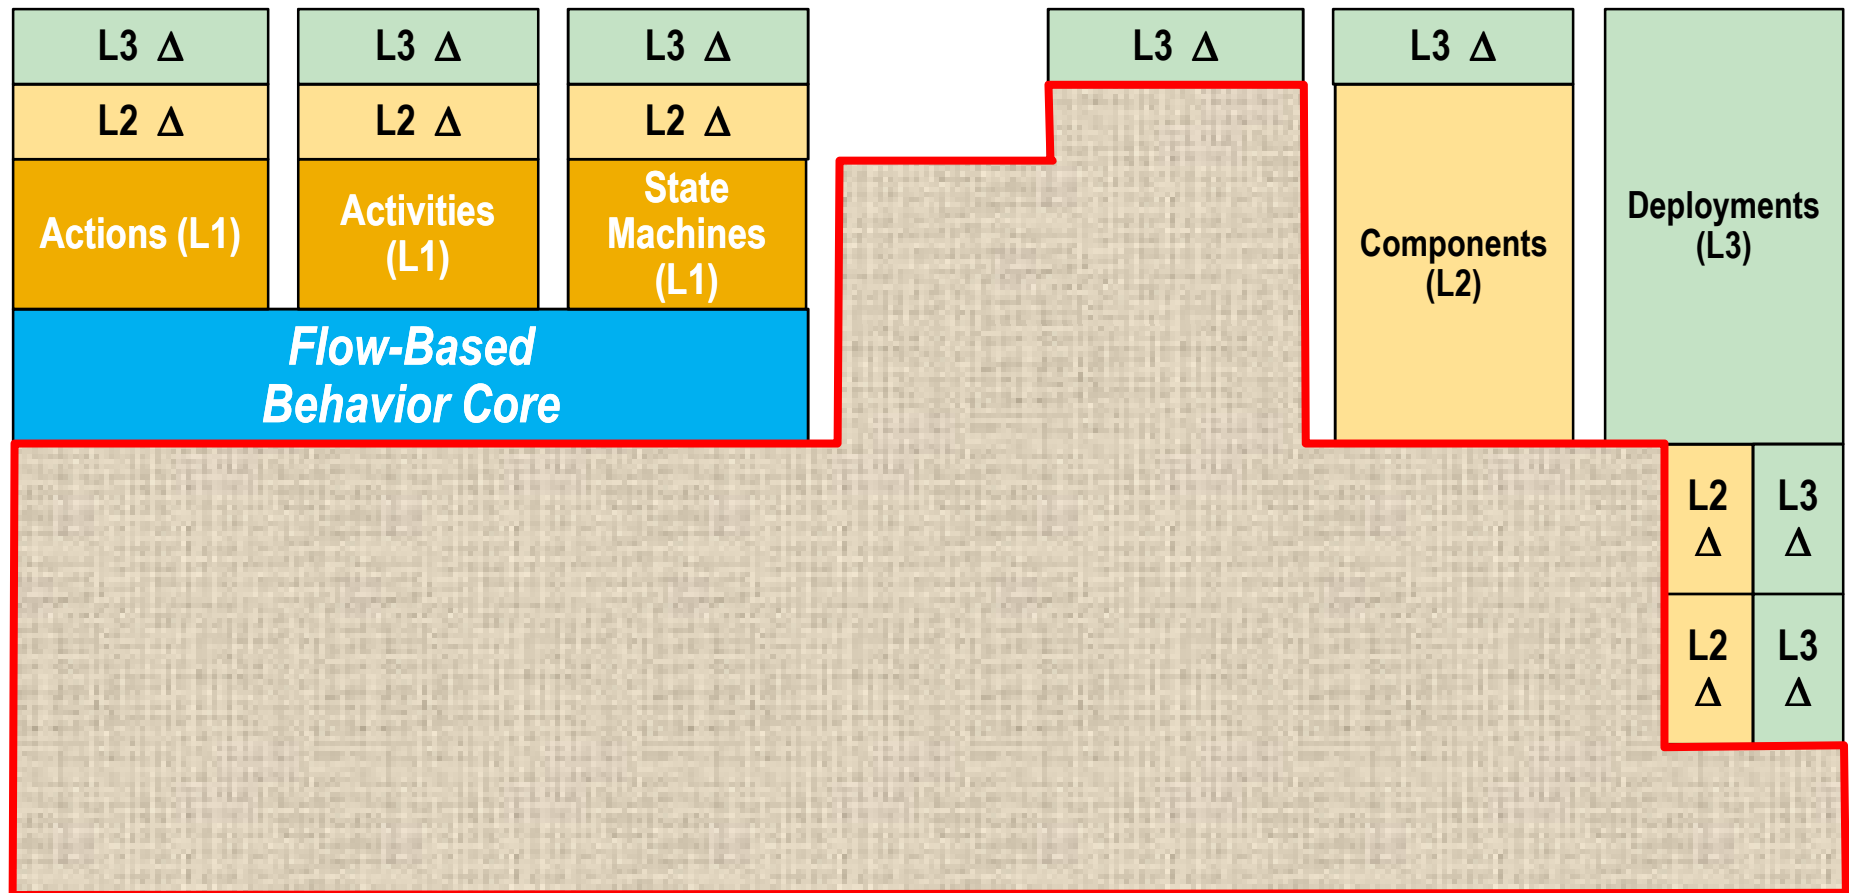 L3 Δ
L3 Δ
L3 Δ
L3 Δ
L3 Δ
L2 Δ
L2 Δ
L2 Δ
Actions (L1)
Activities
(L1)
State
Machines
(L1)
Components
(L2)
Deployments
(L3)
Flow-Based
Behavior Core
L2
Δ
L3
Δ
L2
Δ
L3
Δ